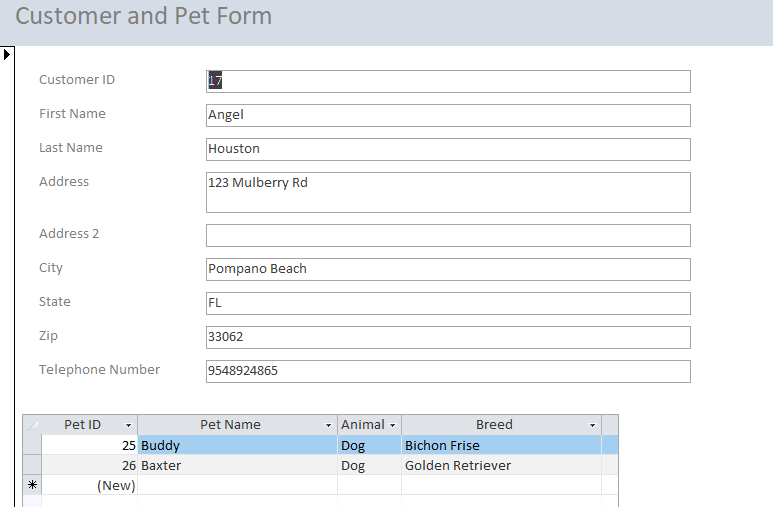 Customer and Pet Form
Customer ID 17
First Name Angel
Last Name Houston
Address 123 Mulberry Rd
Address 2
City Pompano Beach
State FL
Zip 33062
Telephone Number 9548924865
Pet ID Pet Name Animal Breed
25 Buddy Dog Bichon Frise
26 Baxter Dog Golden Retriever
(New)